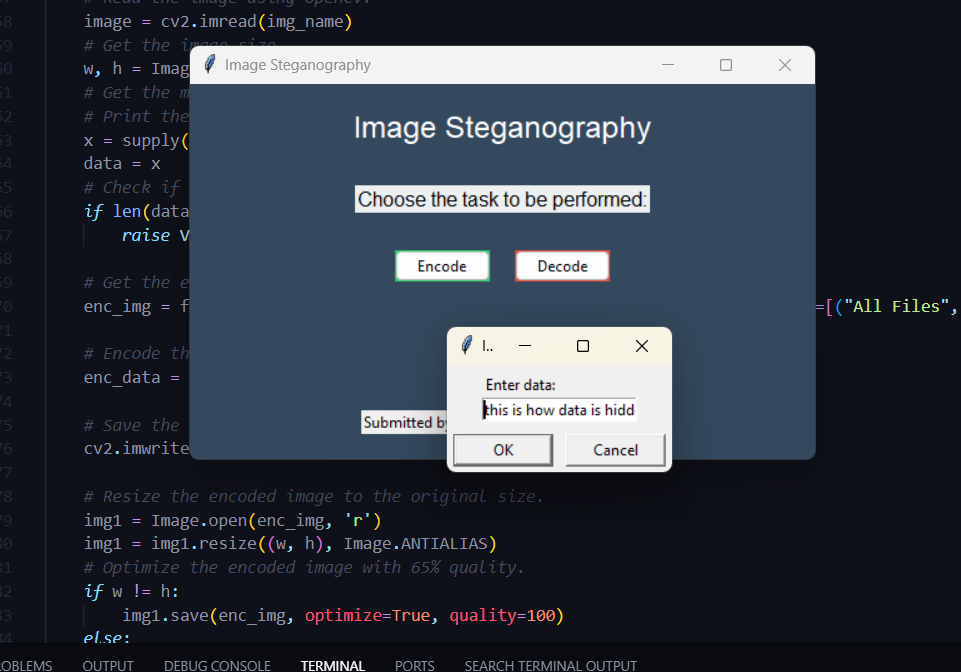 # Read the image using OpenCV.
58 image = cv2.imread(img_name)
59 # Get the image size
60 w, h = Imag
61 # Get the m
62 # Print the
63 x = supply(
64 data = x
65 # Check if
66 if len(data
67 raise V
68
69 # Get the e
70 enc_img = f =[("All Files",
71
72 # Encode th
73 enc_data =
74
75 # Save the
76 cv2.imwrite
77
78 # Resize the encoded image to the original size.
79 img1 = Image.open(enc_img, 'r')
80 img1 = img1.resize((w, h), Image.ANTIALIAS)
81 # Optimize the encoded image with 65% quality.
82 if w != h:
83 img1.save(enc_img, optimize=True, quality=100)
84 else:
Image Steganography
Image Steganography
Choose the task to be performed:
Encode Decode
Submitted by
I..
Enter data:
this is how data is hidd
OK Cancel
OBLEMS OUTPUT DEBUG CONSOLE TERMINAL PORTS SEARCH TERMINAL OUTPUT